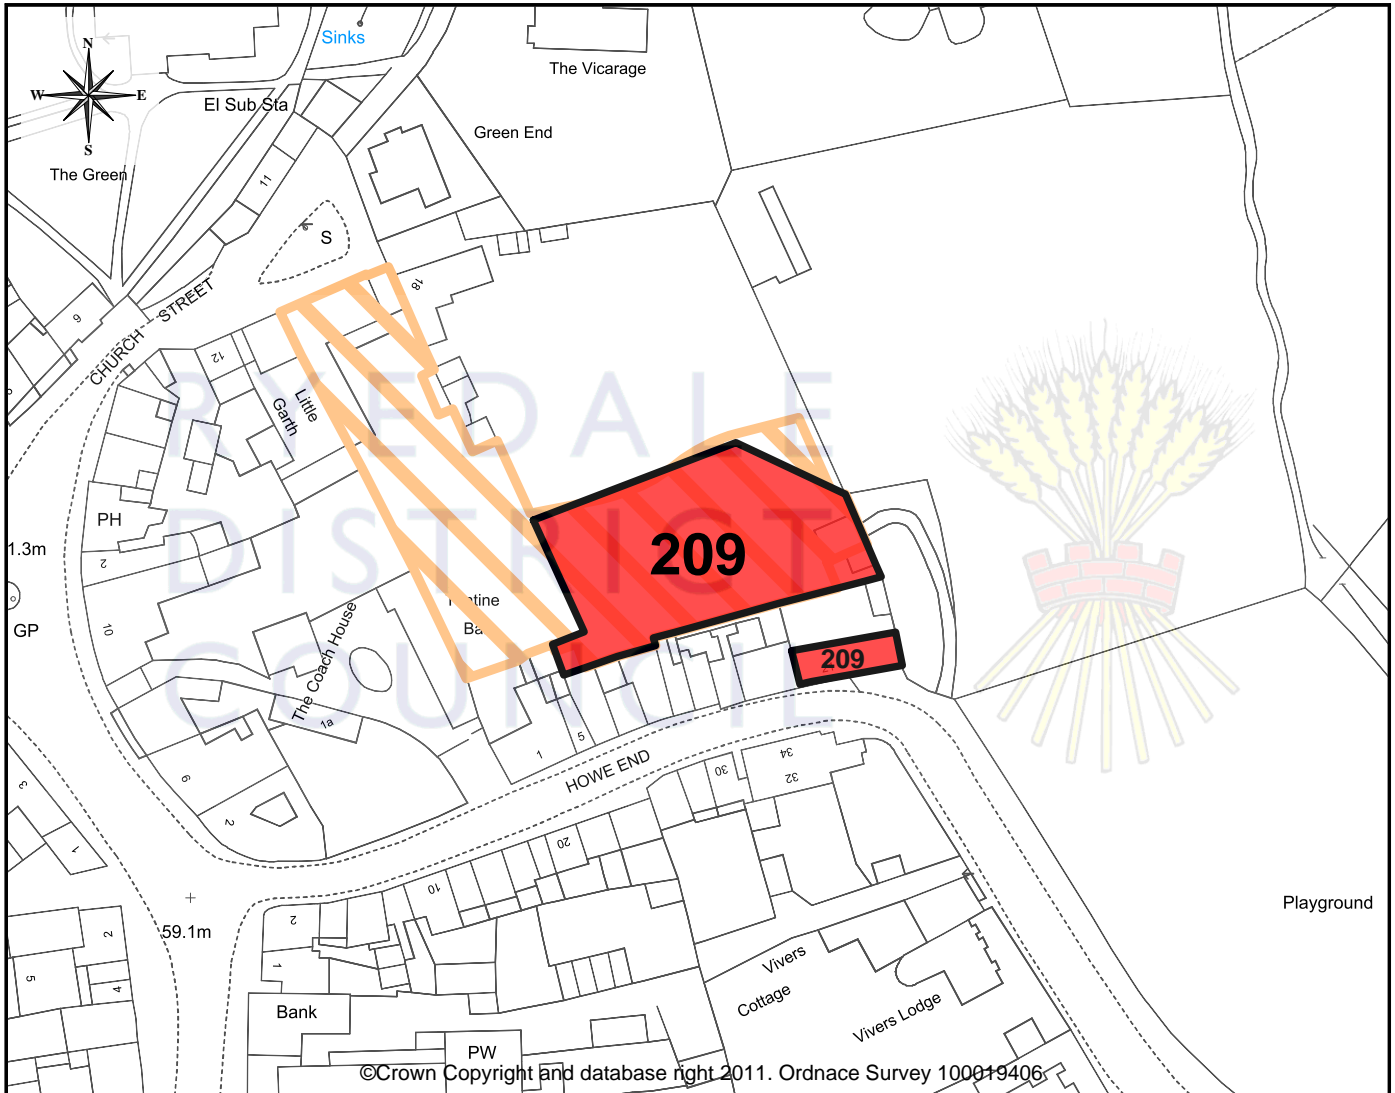 Sinks
N
The Vicarage
W
E
El Sub Sta
Green End
S
The Green
11
S
18
CHURCH STREET
6
12
Little
Garth
RYEDALE
DISTRICT
COUNCIL
PH
209
1.3m
2
GP
10
The Coach House
209
1a
1
5
HOWE END
6
2
3
1
30
34
32
20
10
2
1
59.1m
2
5
4
Bank
PW
Vivers
Cottage
Vivers Lodge
Playground
©Crown Copyright and database right 2011. Ordnace Survey 100019406